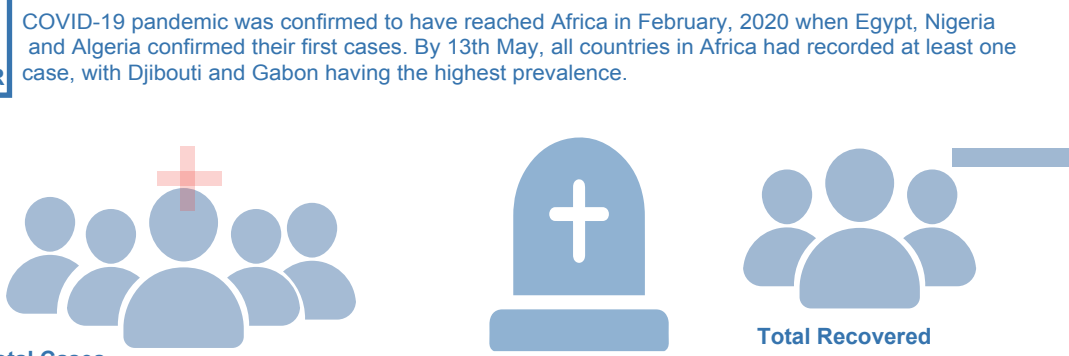 COVID-19 pandemic was confirmed to have reached Africa in February, 2020 when Egypt, Nigeria
and Algeria confirmed their first cases. By 13th May, all countries in Africa had recorded at least one
case, with Djibouti and Gabon having the highest prevalence.
Total Recovered